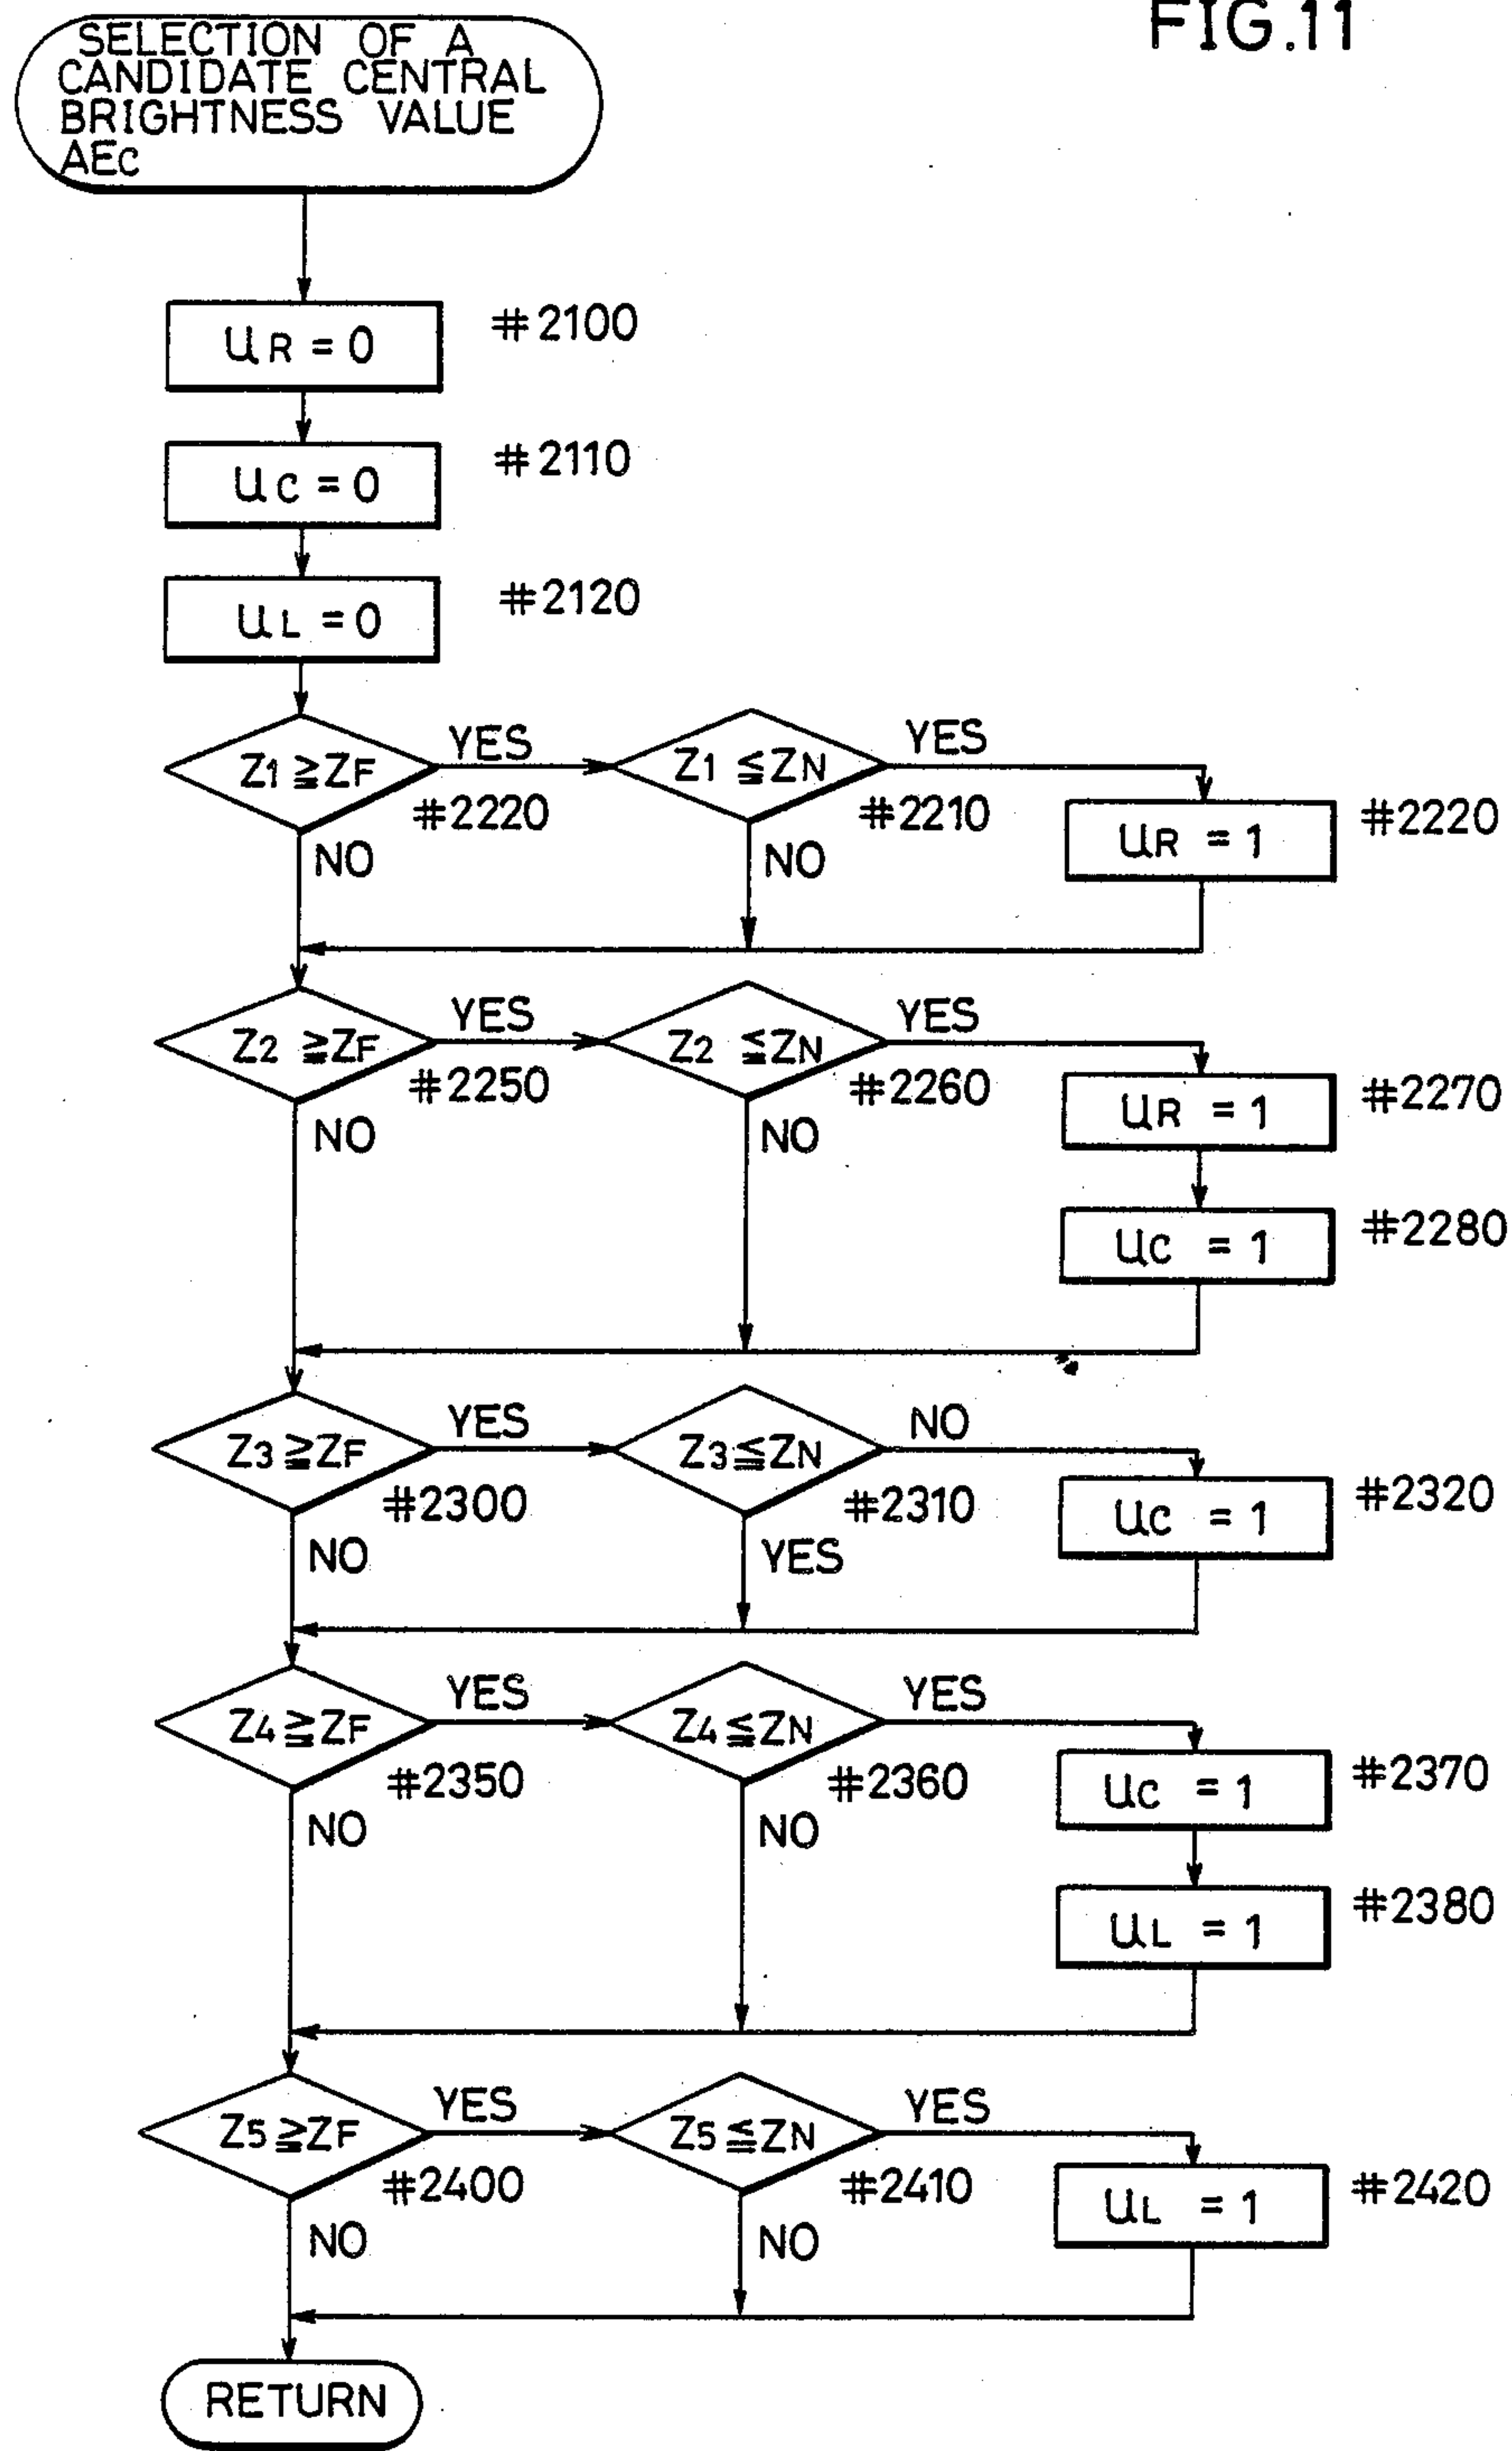 FIG.11
SELECTION OF A
CANDIDATE CENTRAL
BRIGHTNESS VALUE
AEC
UR = 0
#2100
UC = 0
#2110
UL = 0
#2120
Z1 ≧ ZF
YES
#2220
NO
Z1 ≦ ZN
YES
#2210
NO
UR = 1
#2220
Z2 ≧ ZF
YES
#2250
NO
Z2 ≦ ZN
YES
#2260
NO
UR = 1
#2270
UC = 1
#2280
Z3 ≧ ZF
YES
#2300
NO
Z3 ≦ ZN
NO
#2310
YES
UC = 1
#2320
Z4 ≧ ZF
YES
#2350
NO
Z4 ≦ ZN
YES
#2360
NO
UC = 1
#2370
UL = 1
#2380
Z5 ≧ ZF
YES
#2400
NO
Z5 ≦ ZN
YES
#2410
NO
UL = 1
#2420
RETURN